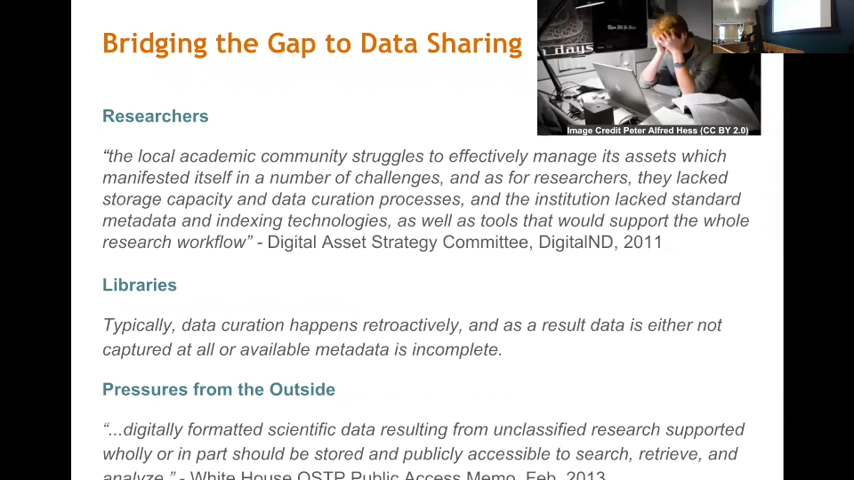 Bridging the Gap to Data Sharing
days
Image Credit Peter Alfred Hess (CC BY 2.0)
Researchers
“the local academic community struggles to effectively manage its assets which
manifested itself in a number of challenges, and as for researchers, they lacked
storage capacity and data curation processes, and the institution lacked standard
metadata and indexing technologies, as well as tools that would support the whole
research workflow” - Digital Asset Strategy Committee, DigitalND, 2011
Libraries
Typically, data curation happens retroactively, and as a result data is either not
captured at all or available metadata is incomplete.
Pressures from the Outside
“...digitally formatted scientific data resulting from unclassified research supported
wholly or in part should be stored and publicly accessible to search, retrieve, and
analyze.” - White House OSTP Public Access Memo, Feb. 2013